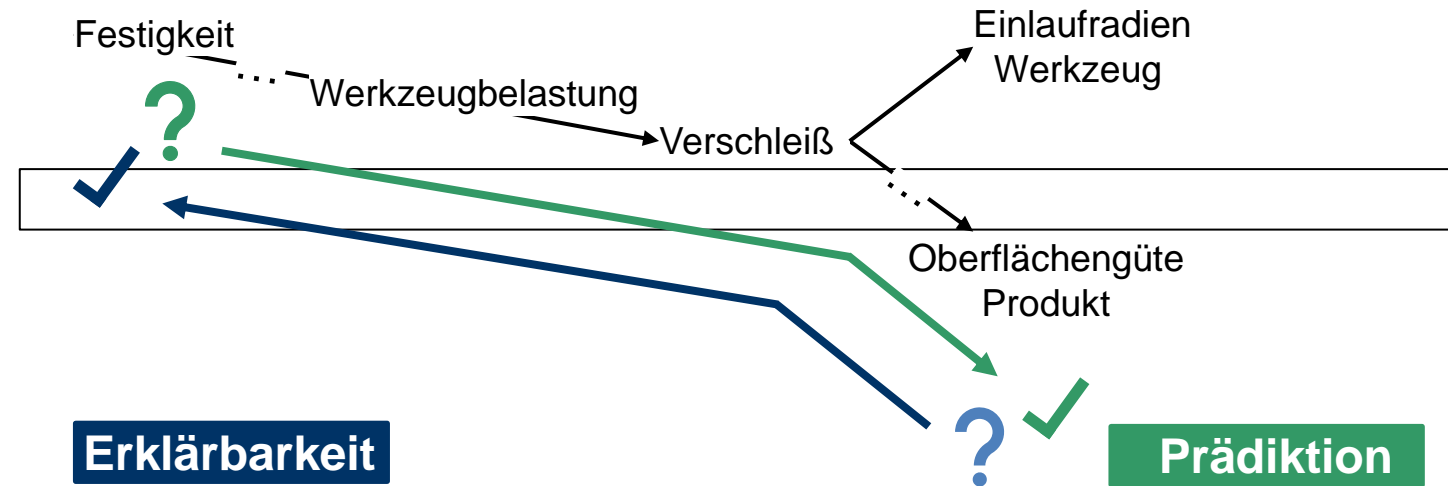 Festigkeit
Einlaufradien
Werkzeug
Werkzeugbelastung
Verschleiß
?
Oberflächengüte
Produkt
?
Erklärbarkeit
Prädiktion